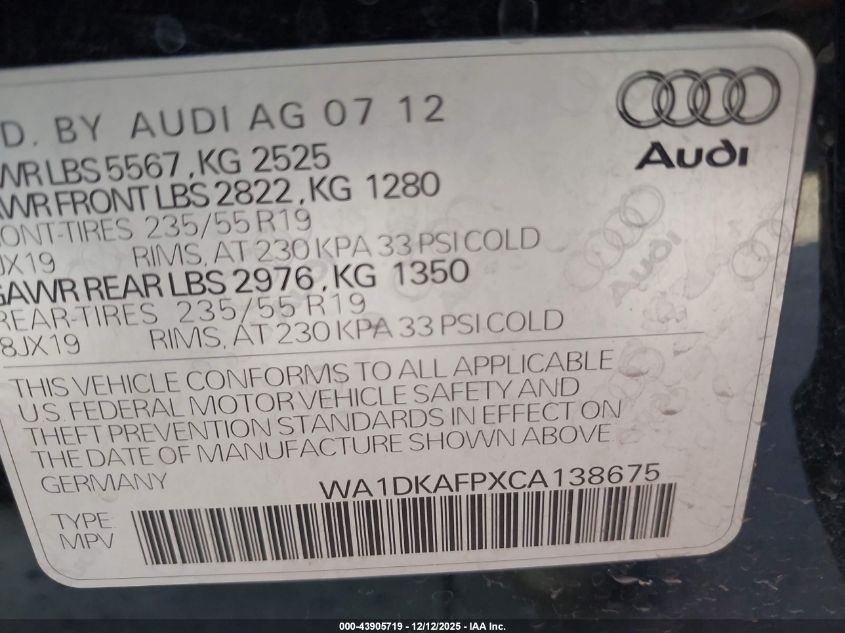 D. BY AUDI AG 07 12
Audi
WR LBS 5567, KG 2525
AWR FRONT LBS 2822, KG 1280
ONT-TIRES 235/55 R19
JX19 RIMS, AT 230 KPA 33 PSI COLD
GAWR REAR LBS 2976, KG 1350
REAR-TIRES 235/55 R19
8JX19 RIMS, AT 230 KPA 33 PSI COLD
THIS VEHICLE CONFORMS TO ALL APPLICABLE
U.S. FEDERAL MOTOR VEHICLE SAFETY AND
THEFT PREVENTION STANDARDS IN EFFECT ON
THE DATE OF MANUFACTURE SHOWN ABOVE
GERMANY WA1DKAFPXCA138675
TYPE:
MPV
Audi
Audi
000-43905719 - 12/12/2025 - IAA Inc.